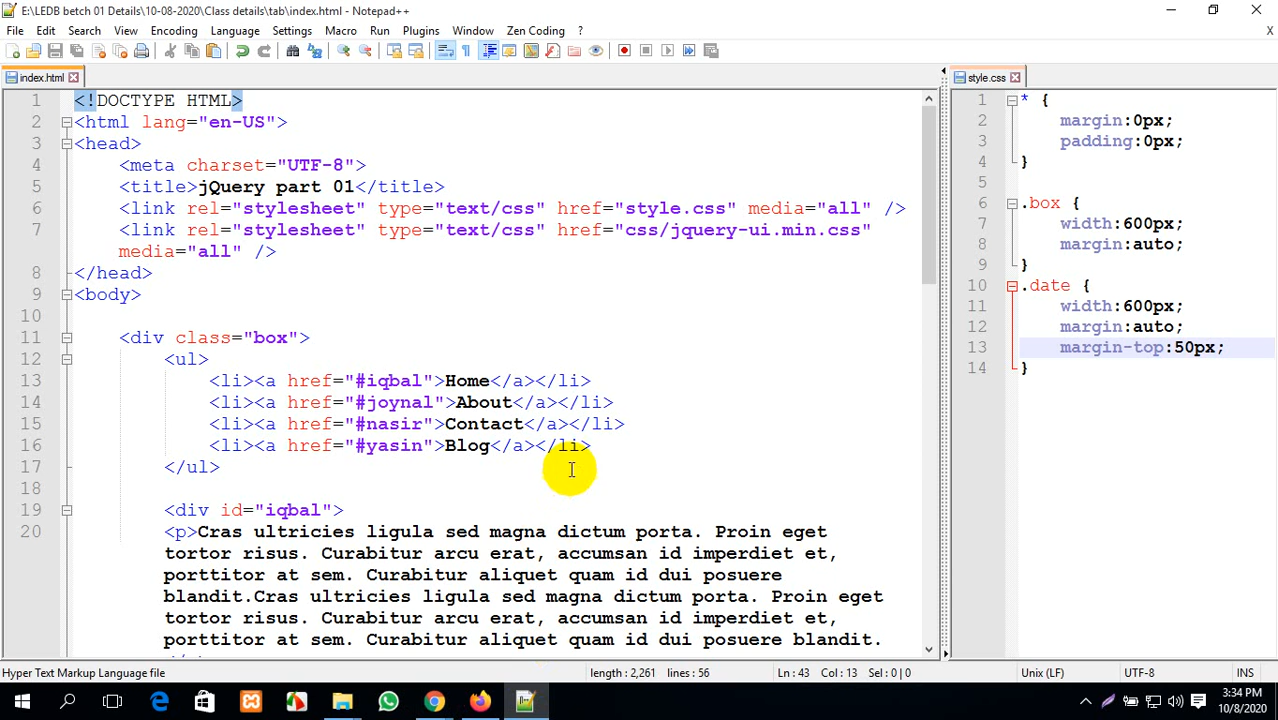 E:\LEDB betch 01 Details\10-08-2020\Class details\tab\index.html - Notepad++
File Edit Search View Encoding Language Settings Macro Run Plugins Window Zen Coding ? X
index.html
1 <!DOCTYPE HTML>
2 <html lang="en-US">
3 <head>
4 <meta charset="UTF-8">
5 <title>jQuery part 01</title>
6 <link rel="stylesheet" type="text/css" href="style.css" media="all" />
7 <link rel="stylesheet" type="text/css" href="css/jquery-ui.min.css"
media="all" />
8 </head>
9 <body>
10
11 <div class="box">
12 <ul>
13 <li><a href="#iqbal">Home</a></li>
14 <li><a href="#joynal">About</a></li>
15 <li><a href="#nasir">Contact</a></li>
16 <li><a href="#yasin">Blog</a></li>
17 </ul>
18
19 <div id="iqbal">
20 <p>Cras ultricies ligula sed magna dictum porta. Proin eget
tortor risus. Curabitur arcu erat, accumsan id imperdiet et,
porttitor at sem. Curabitur aliquet quam id dui posuere
blandit.Cras ultricies ligula sed magna dictum porta. Proin eget
tortor risus. Curabitur arcu erat, accumsan id imperdiet et,
porttitor at sem. Curabitur aliquet quam id dui posuere blandit.
style.css
1 * {
2 margin:0px;
3 padding:0px;
4 }
5
6 .box {
7 width:600px;
8 margin:auto;
9 }
10 .date {
11 width:600px;
12 margin:auto;
13 margin-top:50px;
14 }
Hyper Text Markup Language file length : 2,261 lines : 56 Ln : 43 Col : 13 Sel : 0 | 0 Unix (LF) UTF-8 INS
3:34 PM
10/8/2020